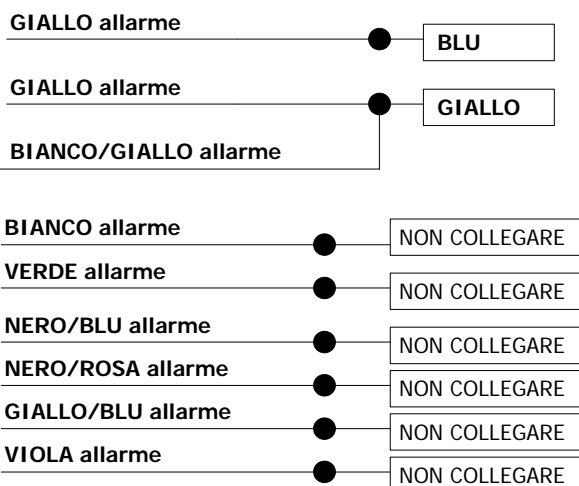 GIALLO allarme
BLU
GIALLO allarme
GIALLO
BIANCO/GIALLO allarme
BIANCO allarme
NON COLLEGARE
VERDE allarme
NON COLLEGARE
NERO/BLU allarme
NON COLLEGARE
NERO/ROSA allarme
NON COLLEGARE
GIALLO/BLU allarme
NON COLLEGARE
VIOLA allarme
NON COLLEGARE